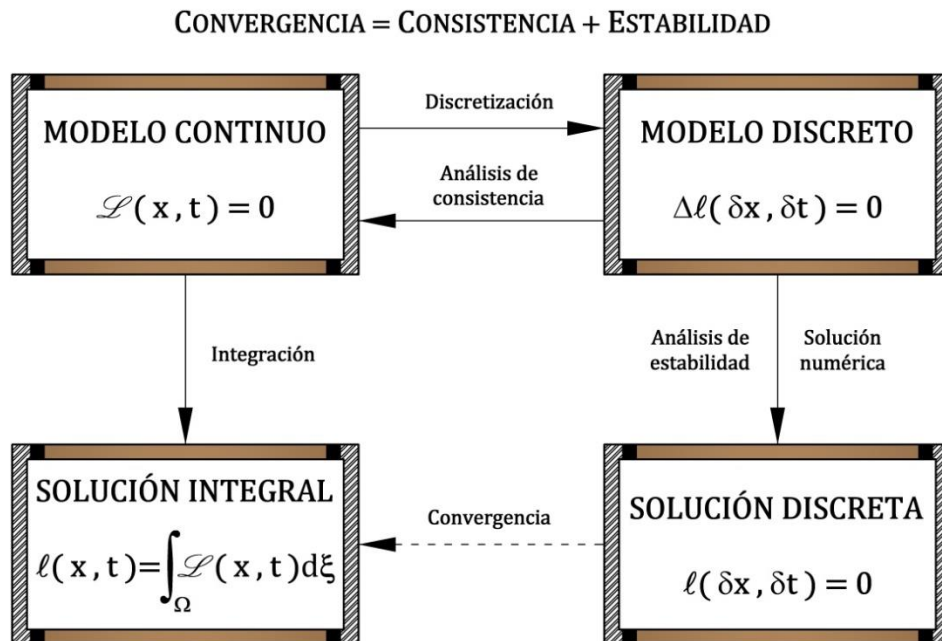 CONVERGENCIA = CONSISTENCIA + ESTABILIDAD
MODELO CONTINUO
ℒ(x,t) = 0
Discretización
Análisis de
consistencia
MODELO DISCRETO
Δℓ(δx,δt) = 0
Integración
Análisis de
estabilidad
Solución
numérica
SOLUCIÓN INTEGRAL
ℓ(x,t)=∫Ω ℒ(x,t)dξ
Convergencia
SOLUCIÓN DISCRETA
ℓ(δx,δt) = 0